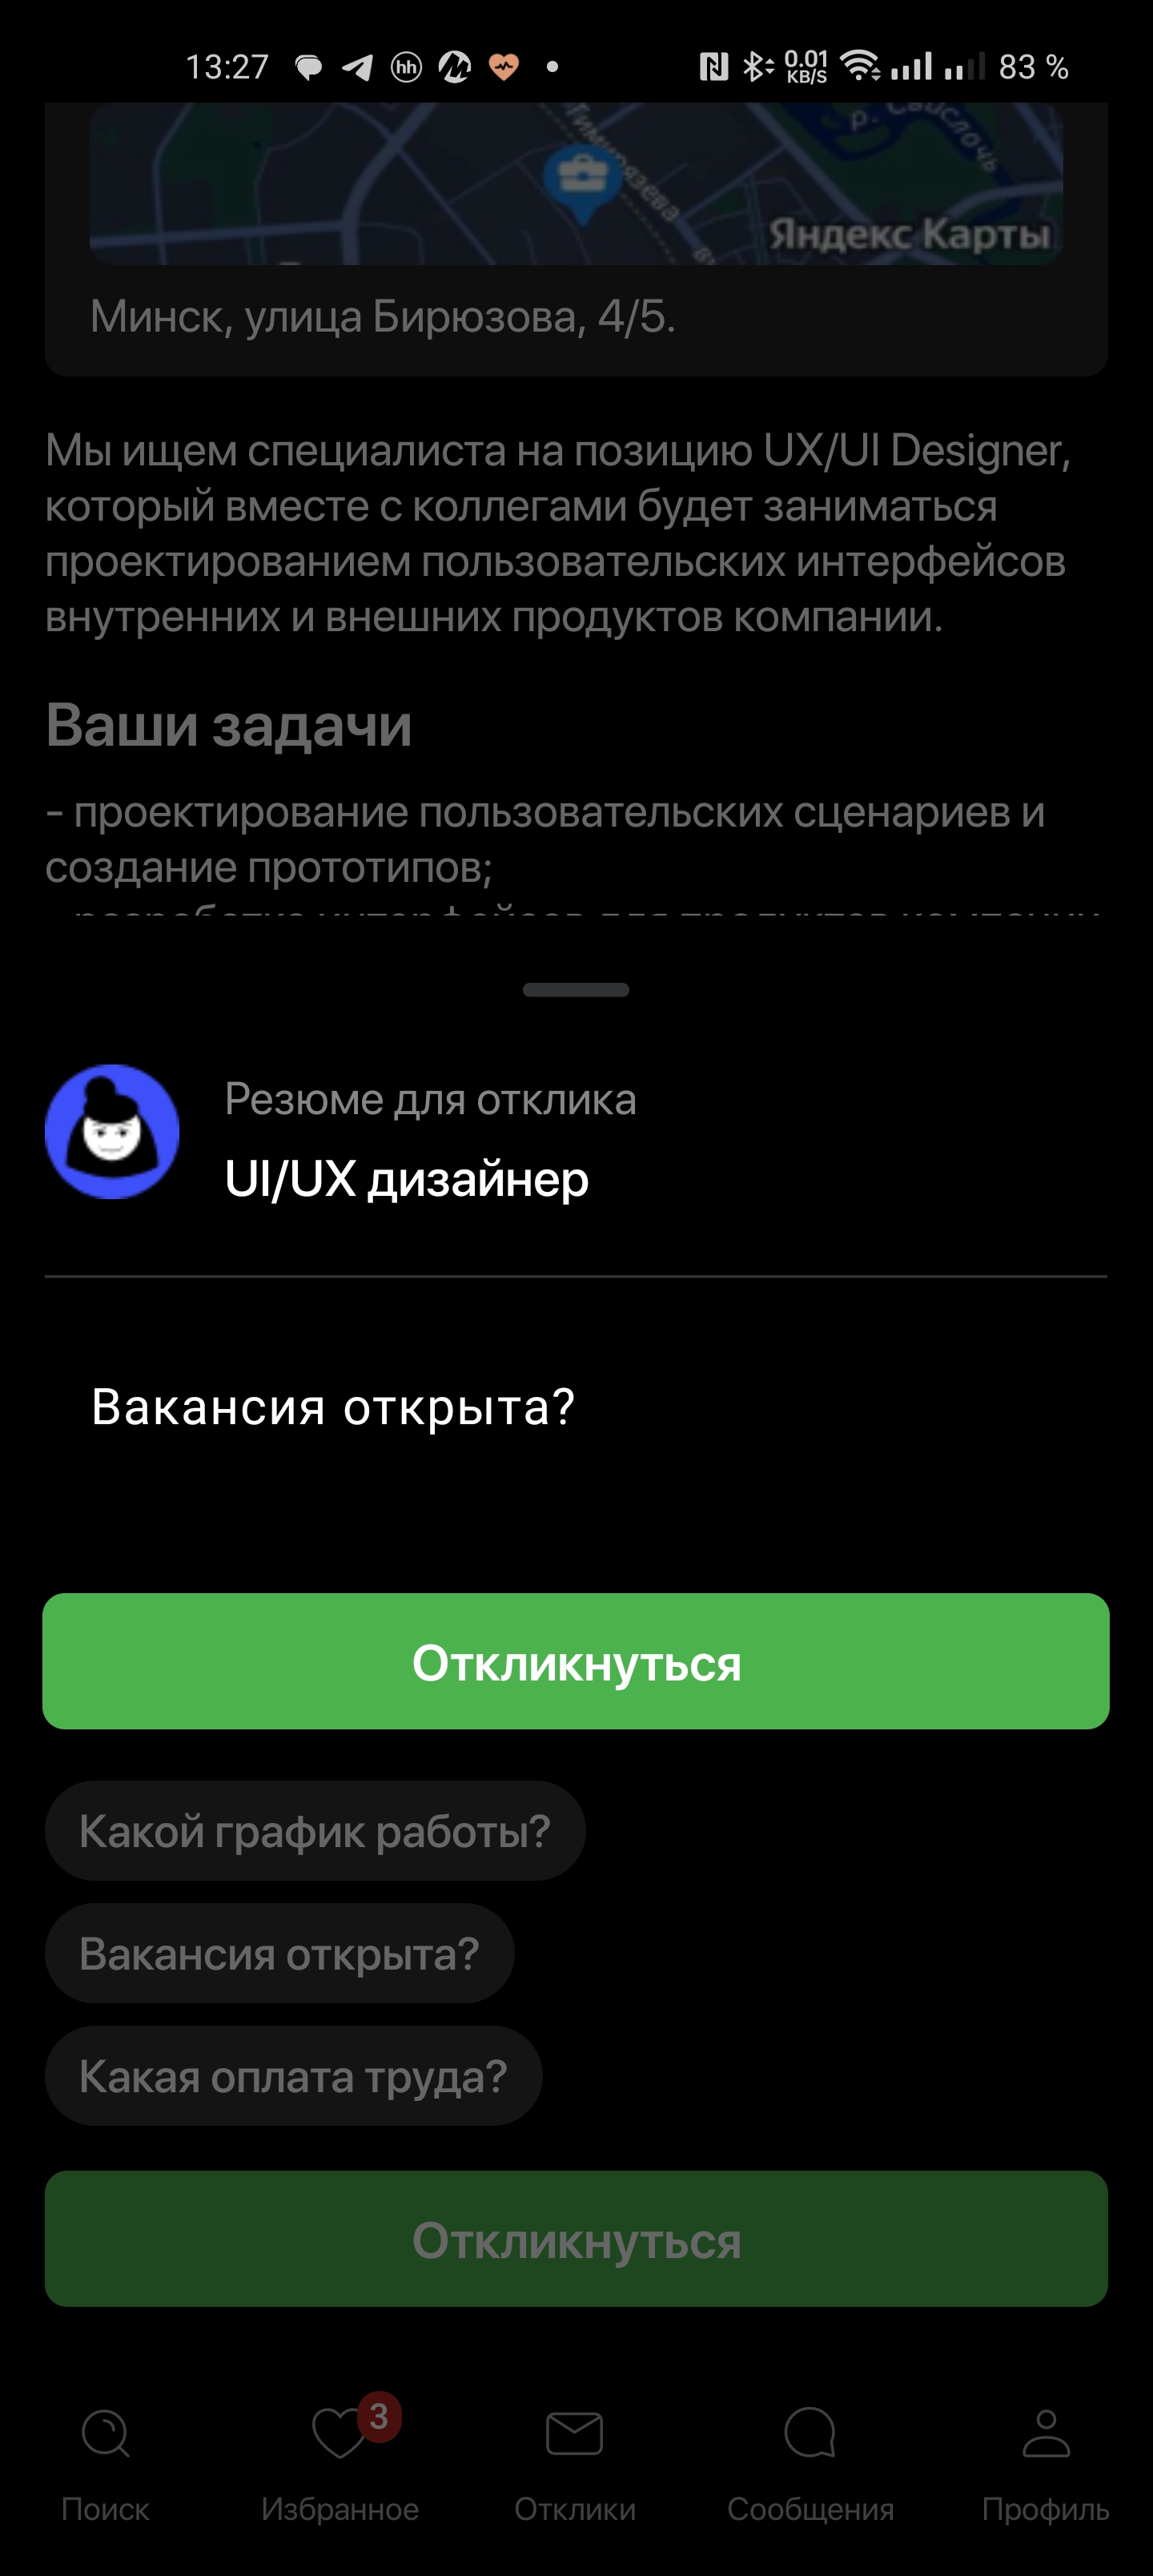 13:27
hh
0.01
KB/S
83 %
Тимирязева
р. Свислочь
Яндекс Карты
Минск, улица Бирюзова, 4/5.
Мы ищем специалиста на позицию UX/UI Designer,
который вместе с коллегами будет заниматься
проектированием пользовательских интерфейсов
внутренних и внешних продуктов компании.
Ваши задачи
- проектирование пользовательских сценариев и
создание прототипов;
Резюме для отклика
UI/UX дизайнер
Вакансия открыта?
Откликнуться
Какой график работы?
Вакансия открыта?
Какая оплата труда?
Откликнуться
3
Поиск
Избранное
Отклики
Сообщения
Профиль